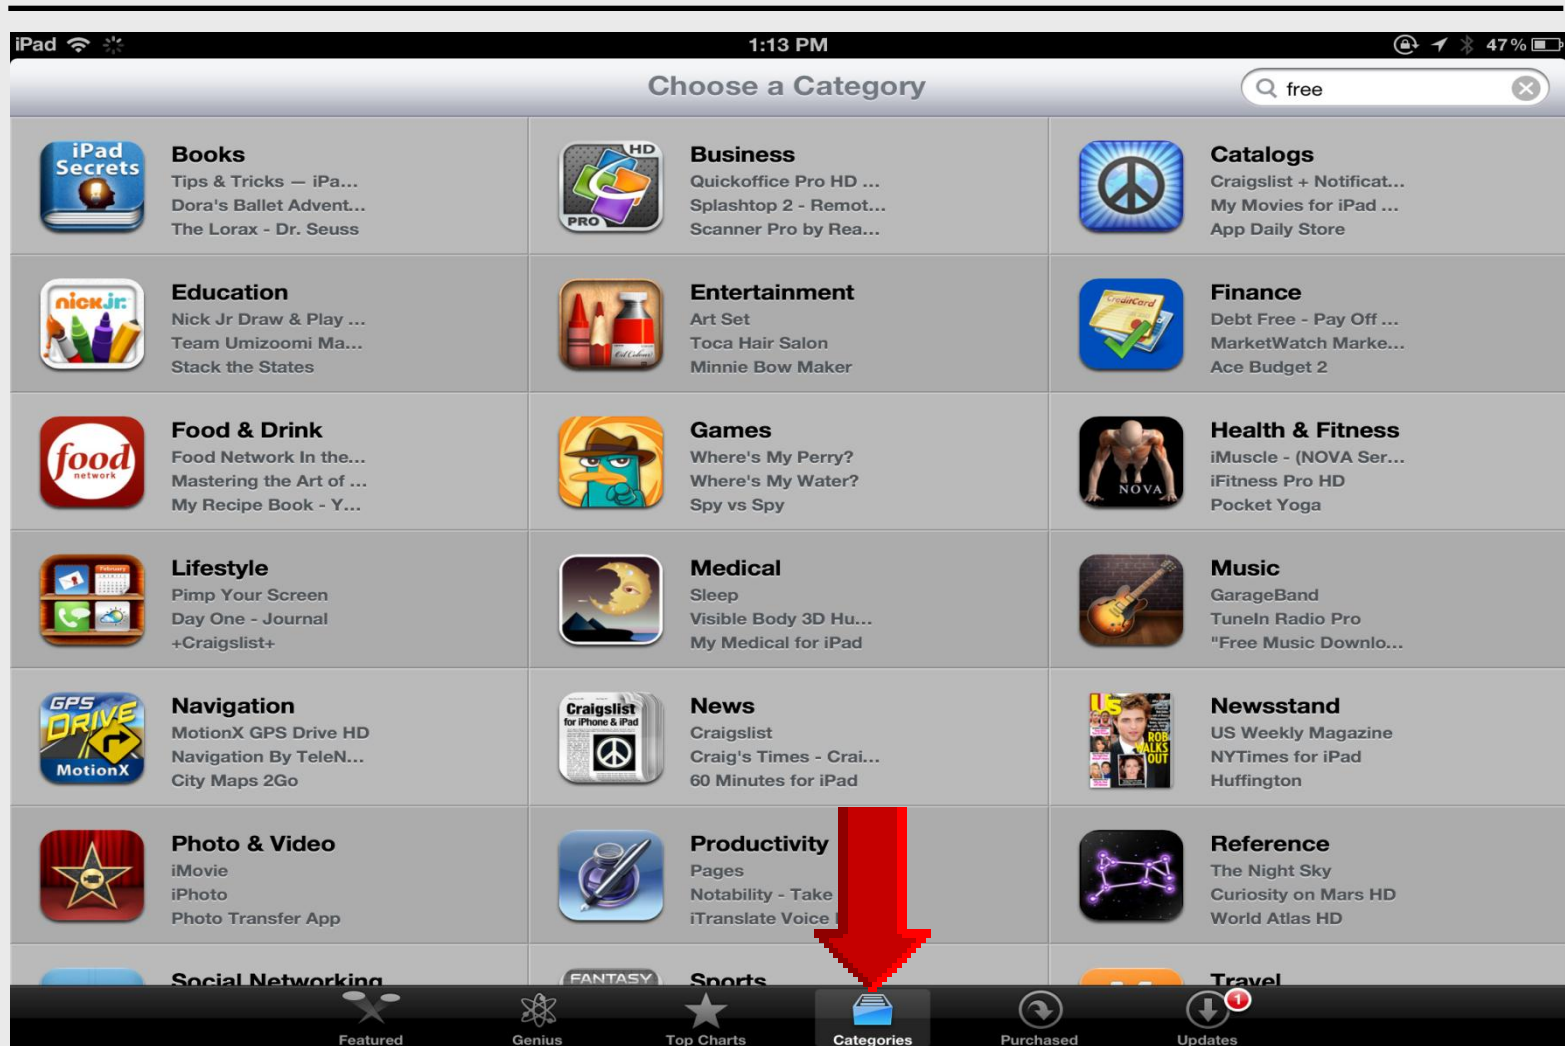 iPad 1:13 PM 47%
Choose a Category
free
iPad
Secrets
Books
Tips & Tricks — iPa...
Dora's Ballet Advent...
The Lorax - Dr. Seuss
HD
PRO
Business
Quickoffice Pro HD ...
Splashtop 2 - Remot...
Scanner Pro by Rea...
Catalogs
Craigslist + Notificat...
My Movies for iPad ...
App Daily Store
nick jr.
Education
Nick Jr Draw & Play ...
Team Umizoomi Ma...
Stack the States
Oil Colour
Entertainment
Art Set
Toca Hair Salon
Minnie Bow Maker
CreditCard
Finance
Debt Free - Pay Off ...
MarketWatch Marke...
Ace Budget 2
food
network
Food & Drink
Food Network In the...
Mastering the Art of ...
My Recipe Book - Y...
Games
Where's My Perry?
Where's My Water?
Spy vs Spy
NOVA
Health & Fitness
iMuscle - (NOVA Ser...
iFitness Pro HD
Pocket Yoga
February
Lifestyle
Pimp Your Screen
Day One - Journal
+Craigslist+
Medical
Sleep
Visible Body 3D Hu...
My Medical for iPad
Music
GarageBand
TuneIn Radio Pro
"Free Music Downlo...
GPS
DRIVE
MotionX
Navigation
MotionX GPS Drive HD
Navigation By TeleN...
City Maps 2Go
Craigslist
for iPhone & iPad
News
Craigslist
Craig's Times - Crai...
60 Minutes for iPad
Us
ROB
WALKS
OUT
Newsstand
US Weekly Magazine
NYTimes for iPad
Huffington
Photo & Video
iMovie
iPhoto
Photo Transfer App
Productivity
Pages
Notability - Take
iTranslate Voice
Reference
The Night Sky
Curiosity on Mars HD
World Atlas HD
Social Networking
FANTASY
Sports
Travel
Featured
Genius
Top Charts
Categories
Purchased
1
Updates